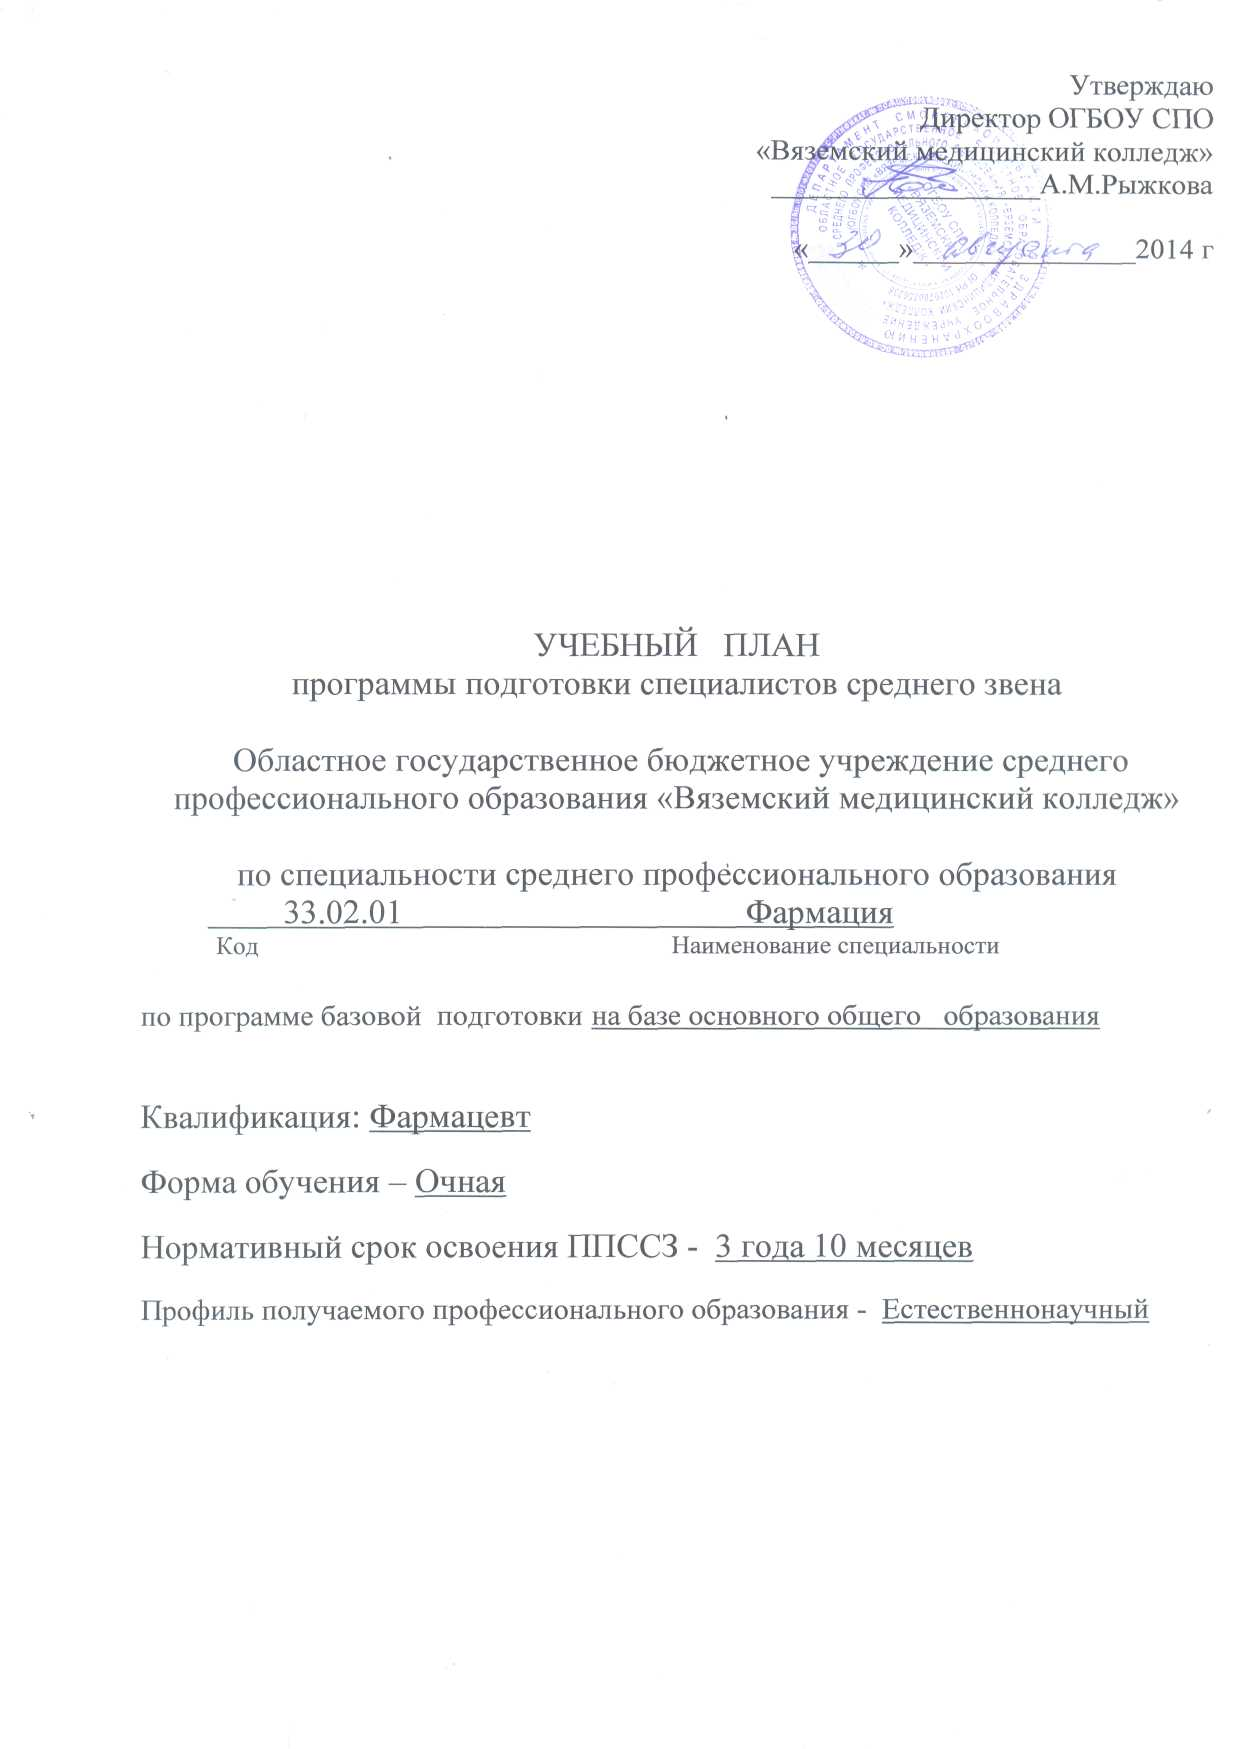 Утверждаю
Директор ОГБОУ СПО
«Вяземский медицинский колледж»
___________________А.М.Рыжкова
«30» августа 2014 г
УЧЕБНЫЙ ПЛАН
программы подготовки специалистов среднего звена
Областное государственное бюджетное учреждение среднего
профессионального образования «Вяземский медицинский колледж»
по специальности среднего профессионального образования
33.02.01 Фармация
Код Наименование специальности
по программе базовой подготовки на базе основного общего образования
Квалификация: Фармацевт
Форма обучения – Очная
Нормативный срок освоения ППССЗ - 3 года 10 месяцев
Профиль получаемого профессионального образования - Естественнонаучный